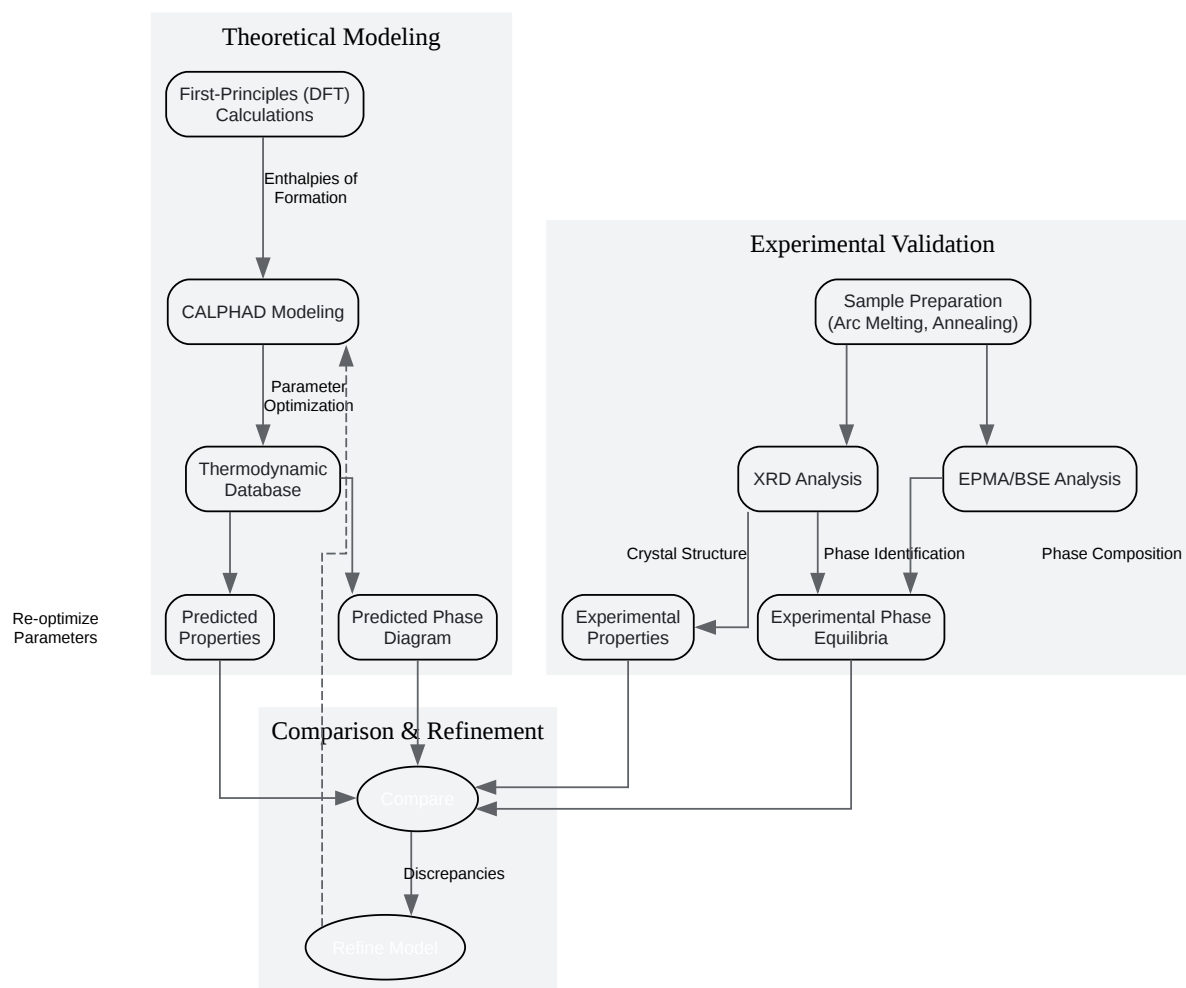 Theoretical Modeling
First-Principles (DFT)
Calculations
Enthalpies of
Formation
CALPHAD Modeling
Parameter
Optimization
Thermodynamic
Database
Predicted
Properties
Predicted Phase
Diagram
Re-optimize
Parameters
Experimental Validation
Sample Preparation
(Arc Melting, Annealing)
XRD Analysis
EPMA/BSE Analysis
Crystal Structure
Phase Identification
Phase Composition
Experimental
Properties
Experimental Phase
Equilibria
Comparison & Refinement
Compare
Discrepancies
Refine Model